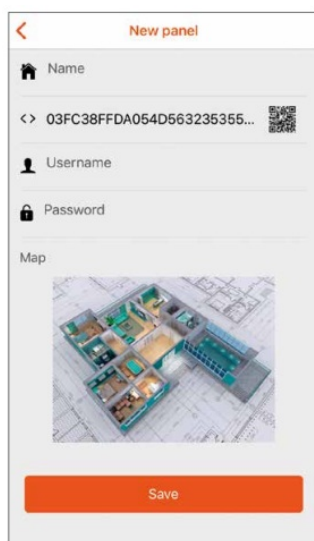 New panel
Name
<> 03FC38FFDA054D563235355...
Username
Password
Map
Save